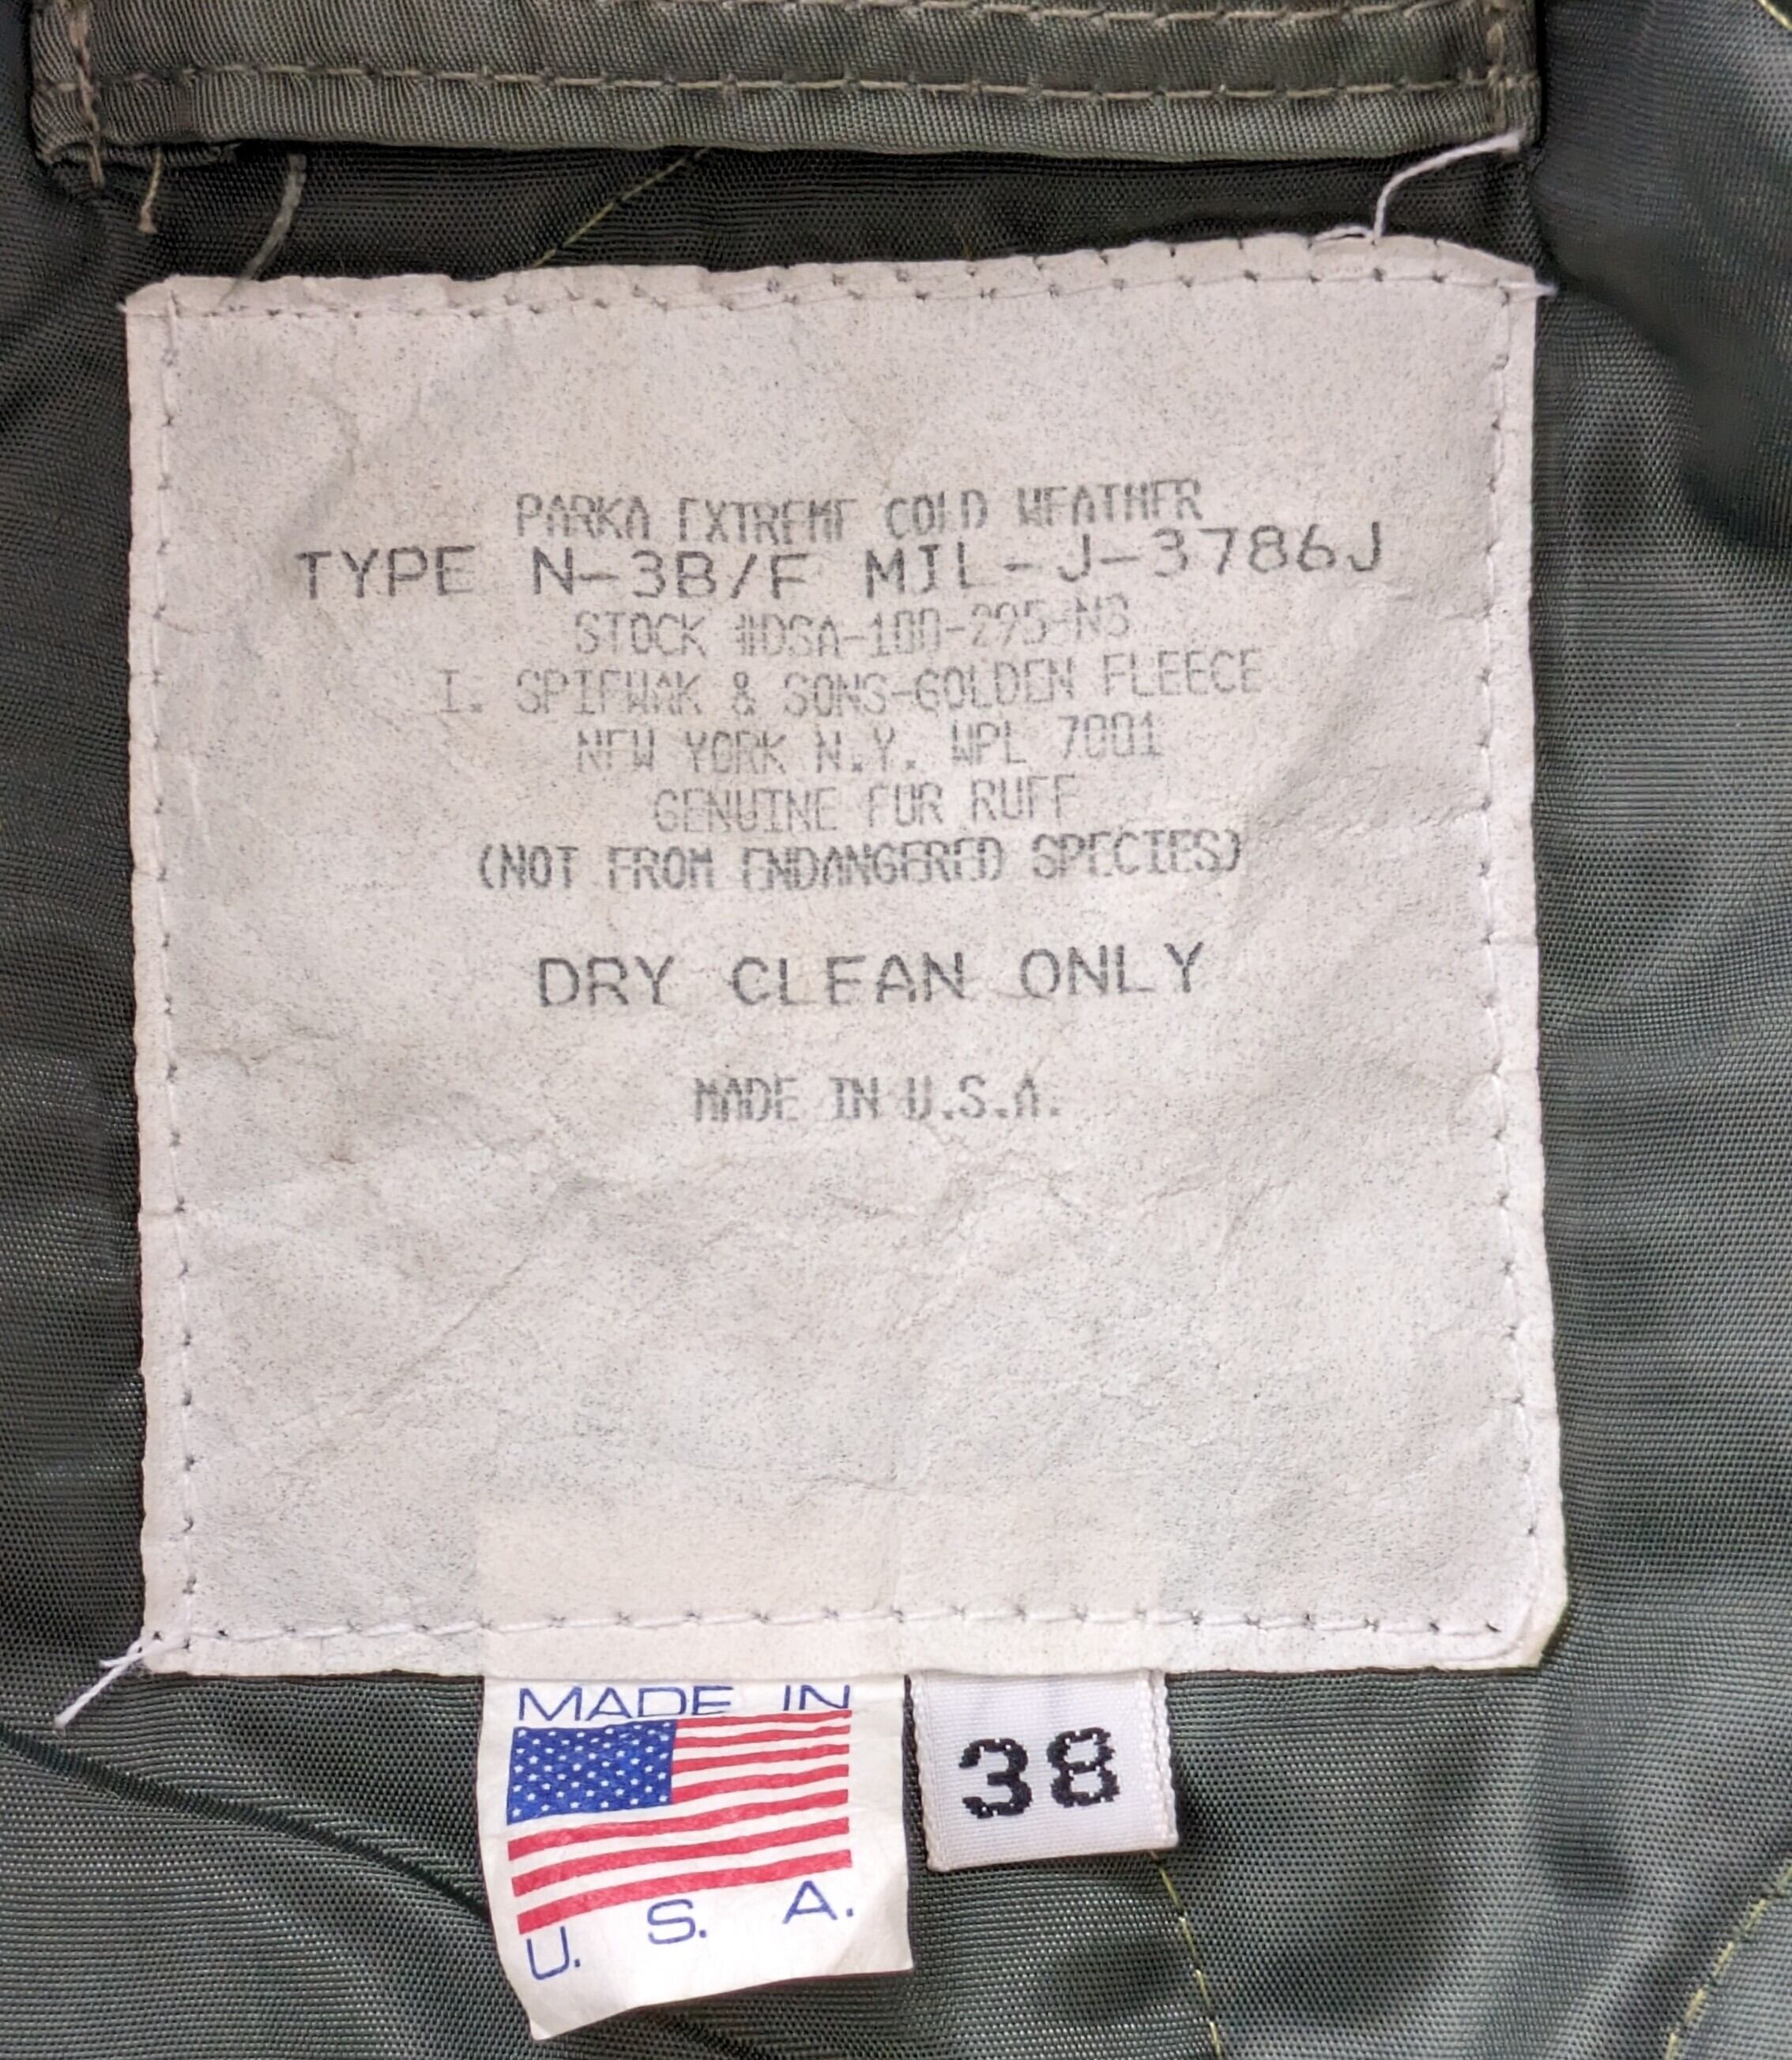 PARKA EXTREME COLD WEATHER
TYPE N-3B/F MIL-J-3786J
STOCK #DSA-100-295-NS
I. SPIEWAK & SONS-GOLDEN FLEECE
NEW YORK N.Y. WPL 7001
GENUINE FUR RUFF
(NOT FROM ENDANGERED SPECIES)
DRY CLEAN ONLY
MADE IN U.S.A.
MADE IN
U. S. A.
38